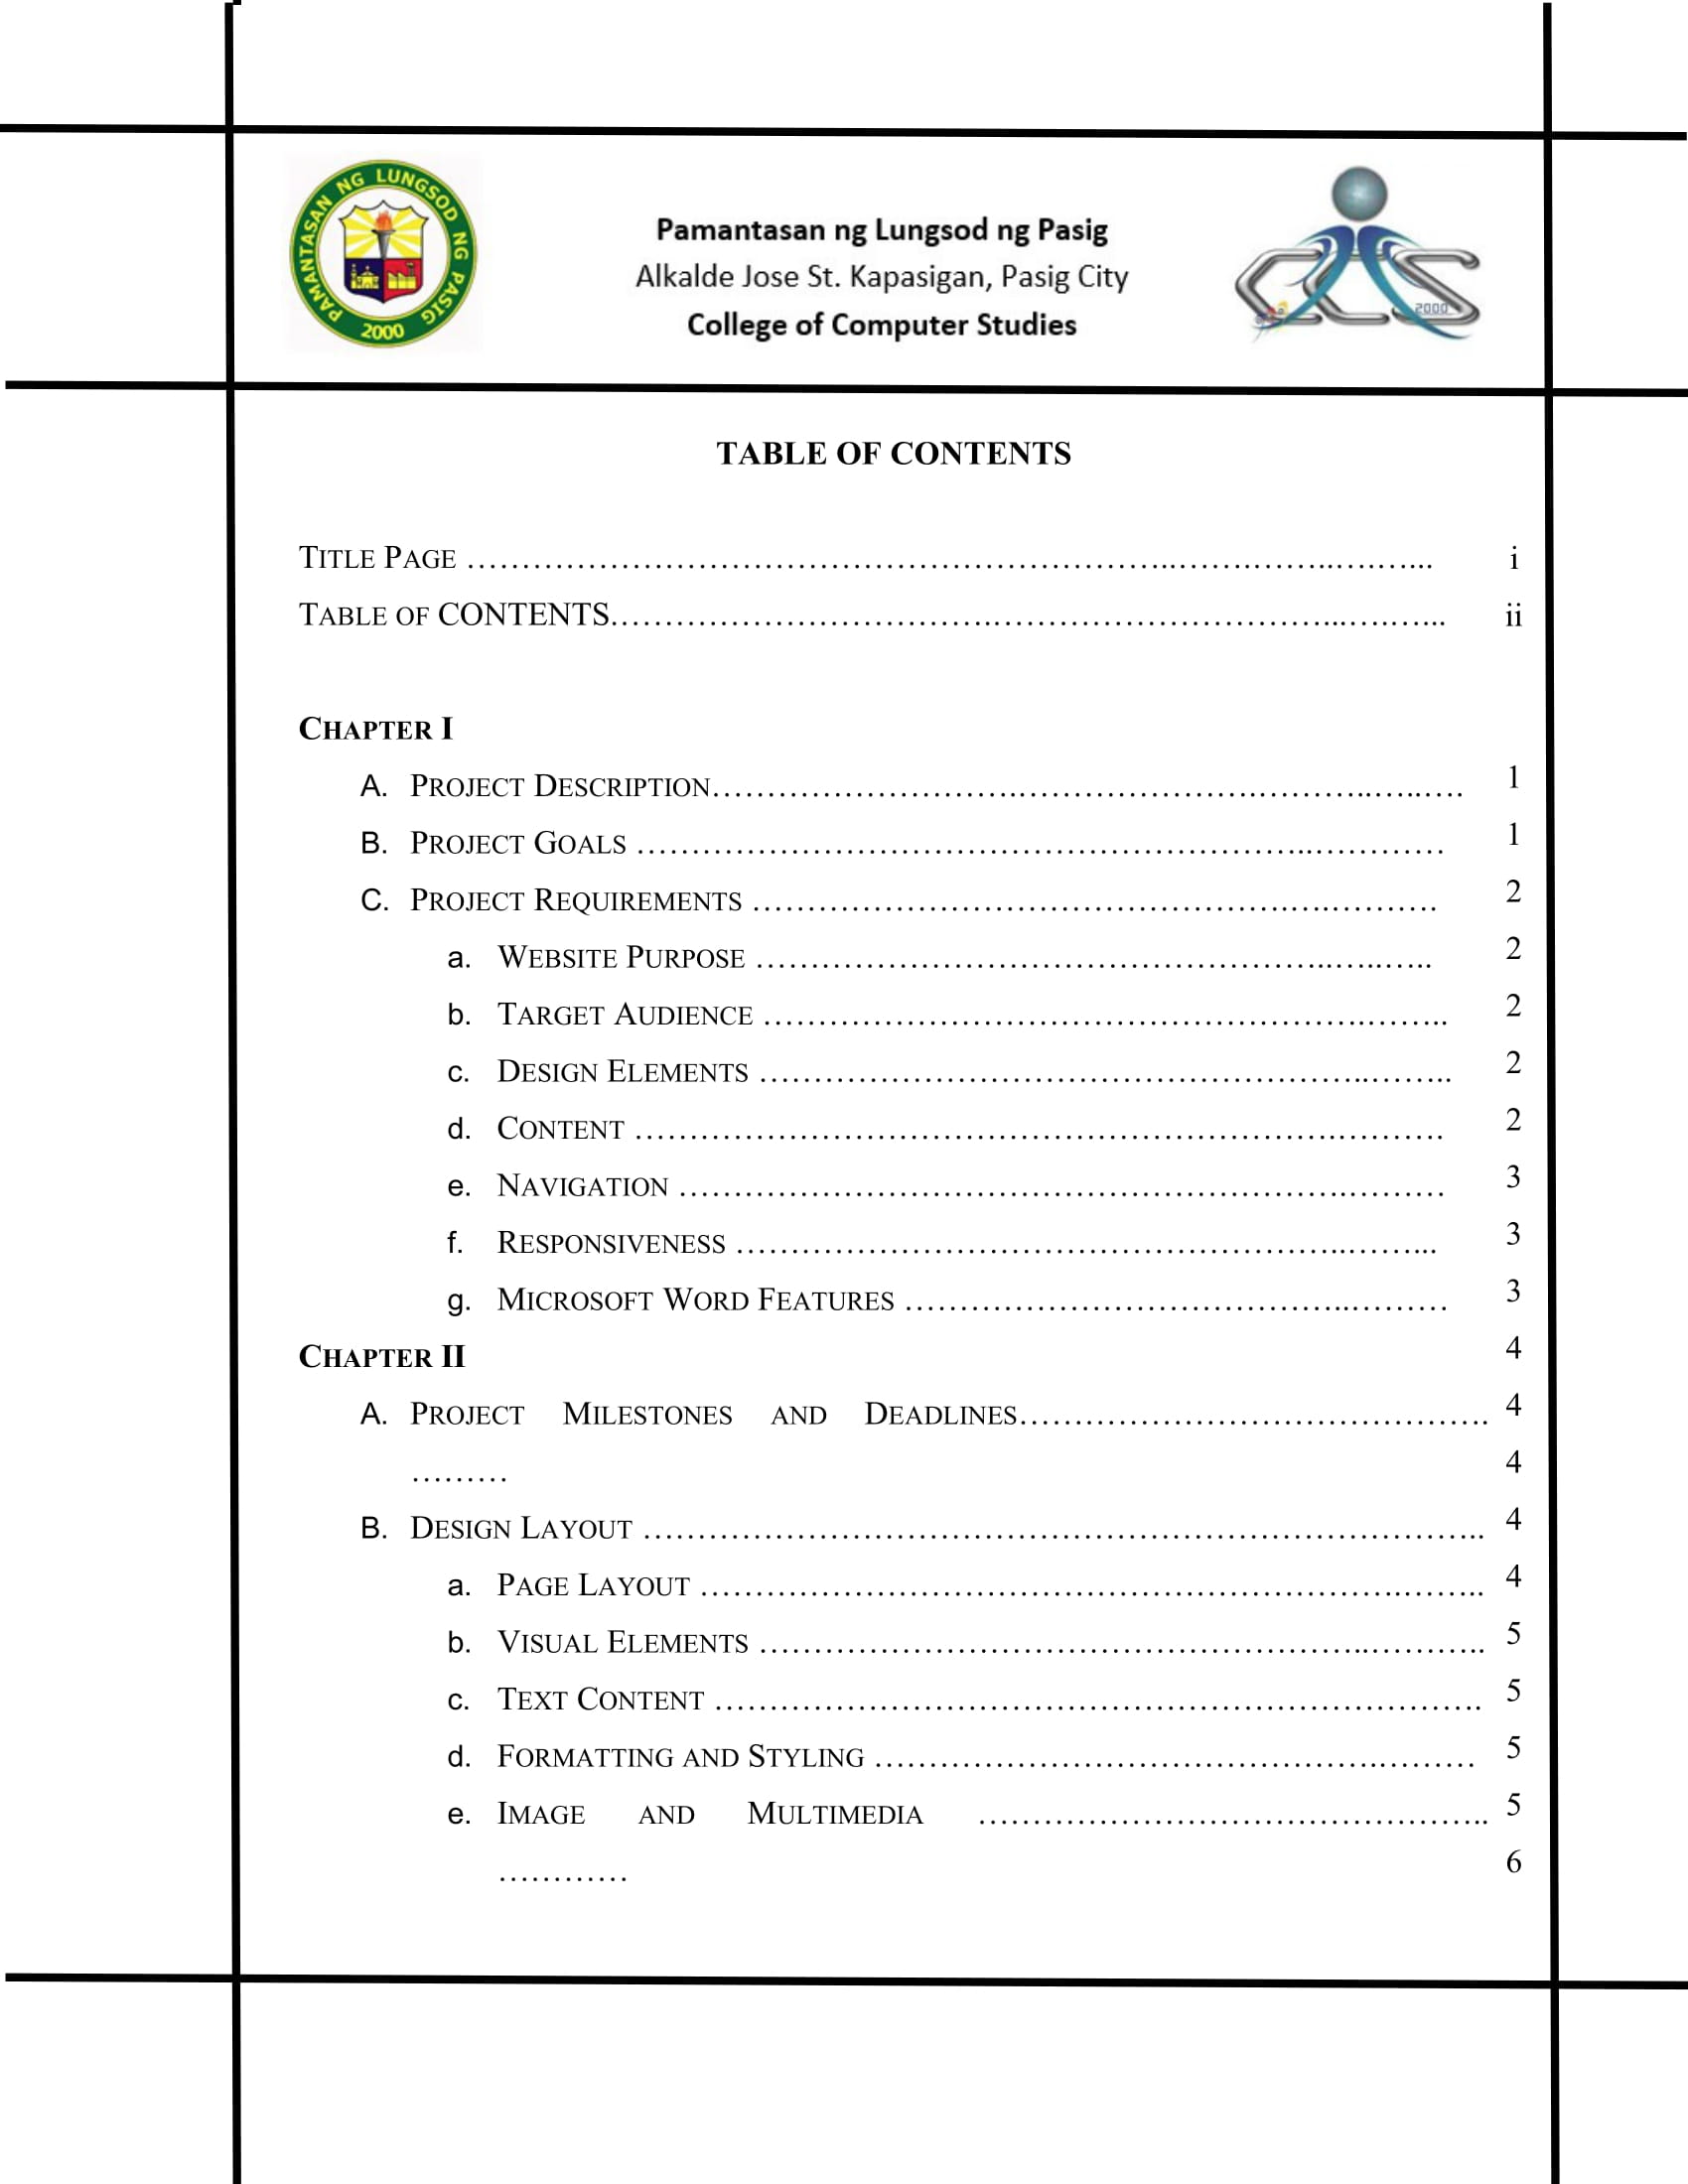 PAMANTASAN NG LUNGSOD NG PASIG
2000
Pamantasan ng Lungsod ng Pasig
Alkalde Jose St. Kapasigan, Pasig City
College of Computer Studies
CCS
2000
TABLE OF CONTENTS
TITLE PAGE ………………………………………………………..…….……..….…... i
TABLE OF CONTENTS…………………………….…………………………...….…... ii
CHAPTER I
A. PROJECT DESCRIPTION……………………….………………….………..…..…. 1
B. PROJECT GOALS ……………………………………………………...………… 1
C. PROJECT REQUIREMENTS ………………………………………….….……… 2
a. WEBSITE PURPOSE ……………………………………………..…..….. 2
b. TARGET AUDIENCE ……………………………………………….…….. 2
c. DESIGN ELEMENTS ………………………………………………..…….. 2
d. CONTENT ……………………………………………………….……… 2
e. NAVIGATION …………………………………………………….……… 3
f. RESPONSIVENESS ………………………………………………..……... 3
g. MICROSOFT WORD FEATURES …………………………………...……… 3
CHAPTER II 4
A. PROJECT MILESTONES AND DEADLINES……………………………………. 4
……… 4
B. DESIGN LAYOUT ………………………………………………………………….. 4
a. PAGE LAYOUT ……………………………………………………….…….. 4
b. VISUAL ELEMENTS ………………………………………………...……….. 5
c. TEXT CONTENT ……………………………………………………………. 5
d. FORMATTING AND STYLING ……………………………………….……… 5
e. IMAGE AND MULTIMEDIA ……………………………………….. 5
………… 6